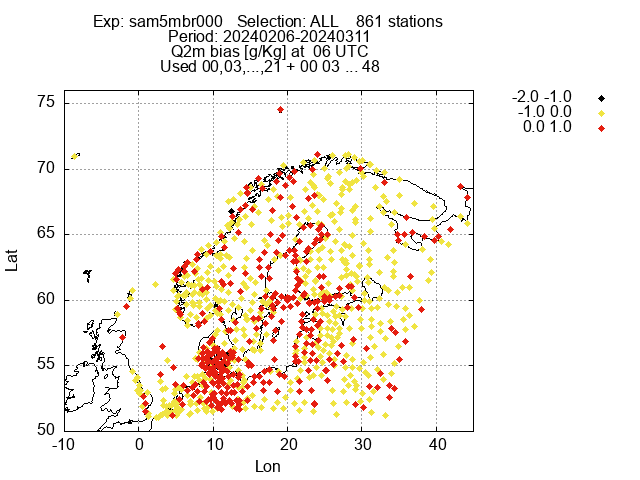 Exp: sam5mbr000   Selection: ALL    861 stations
Period: 20240206-20240311
Q2m bias [g/Kg] at  06 UTC
Used 00,03,...,21 + 00 03 ... 48
-2.0 -1.0
-1.0 0.0
0.0 1.0
75
70
65
60
55
50
Lat
-10 0 10 20 30 40
Lon